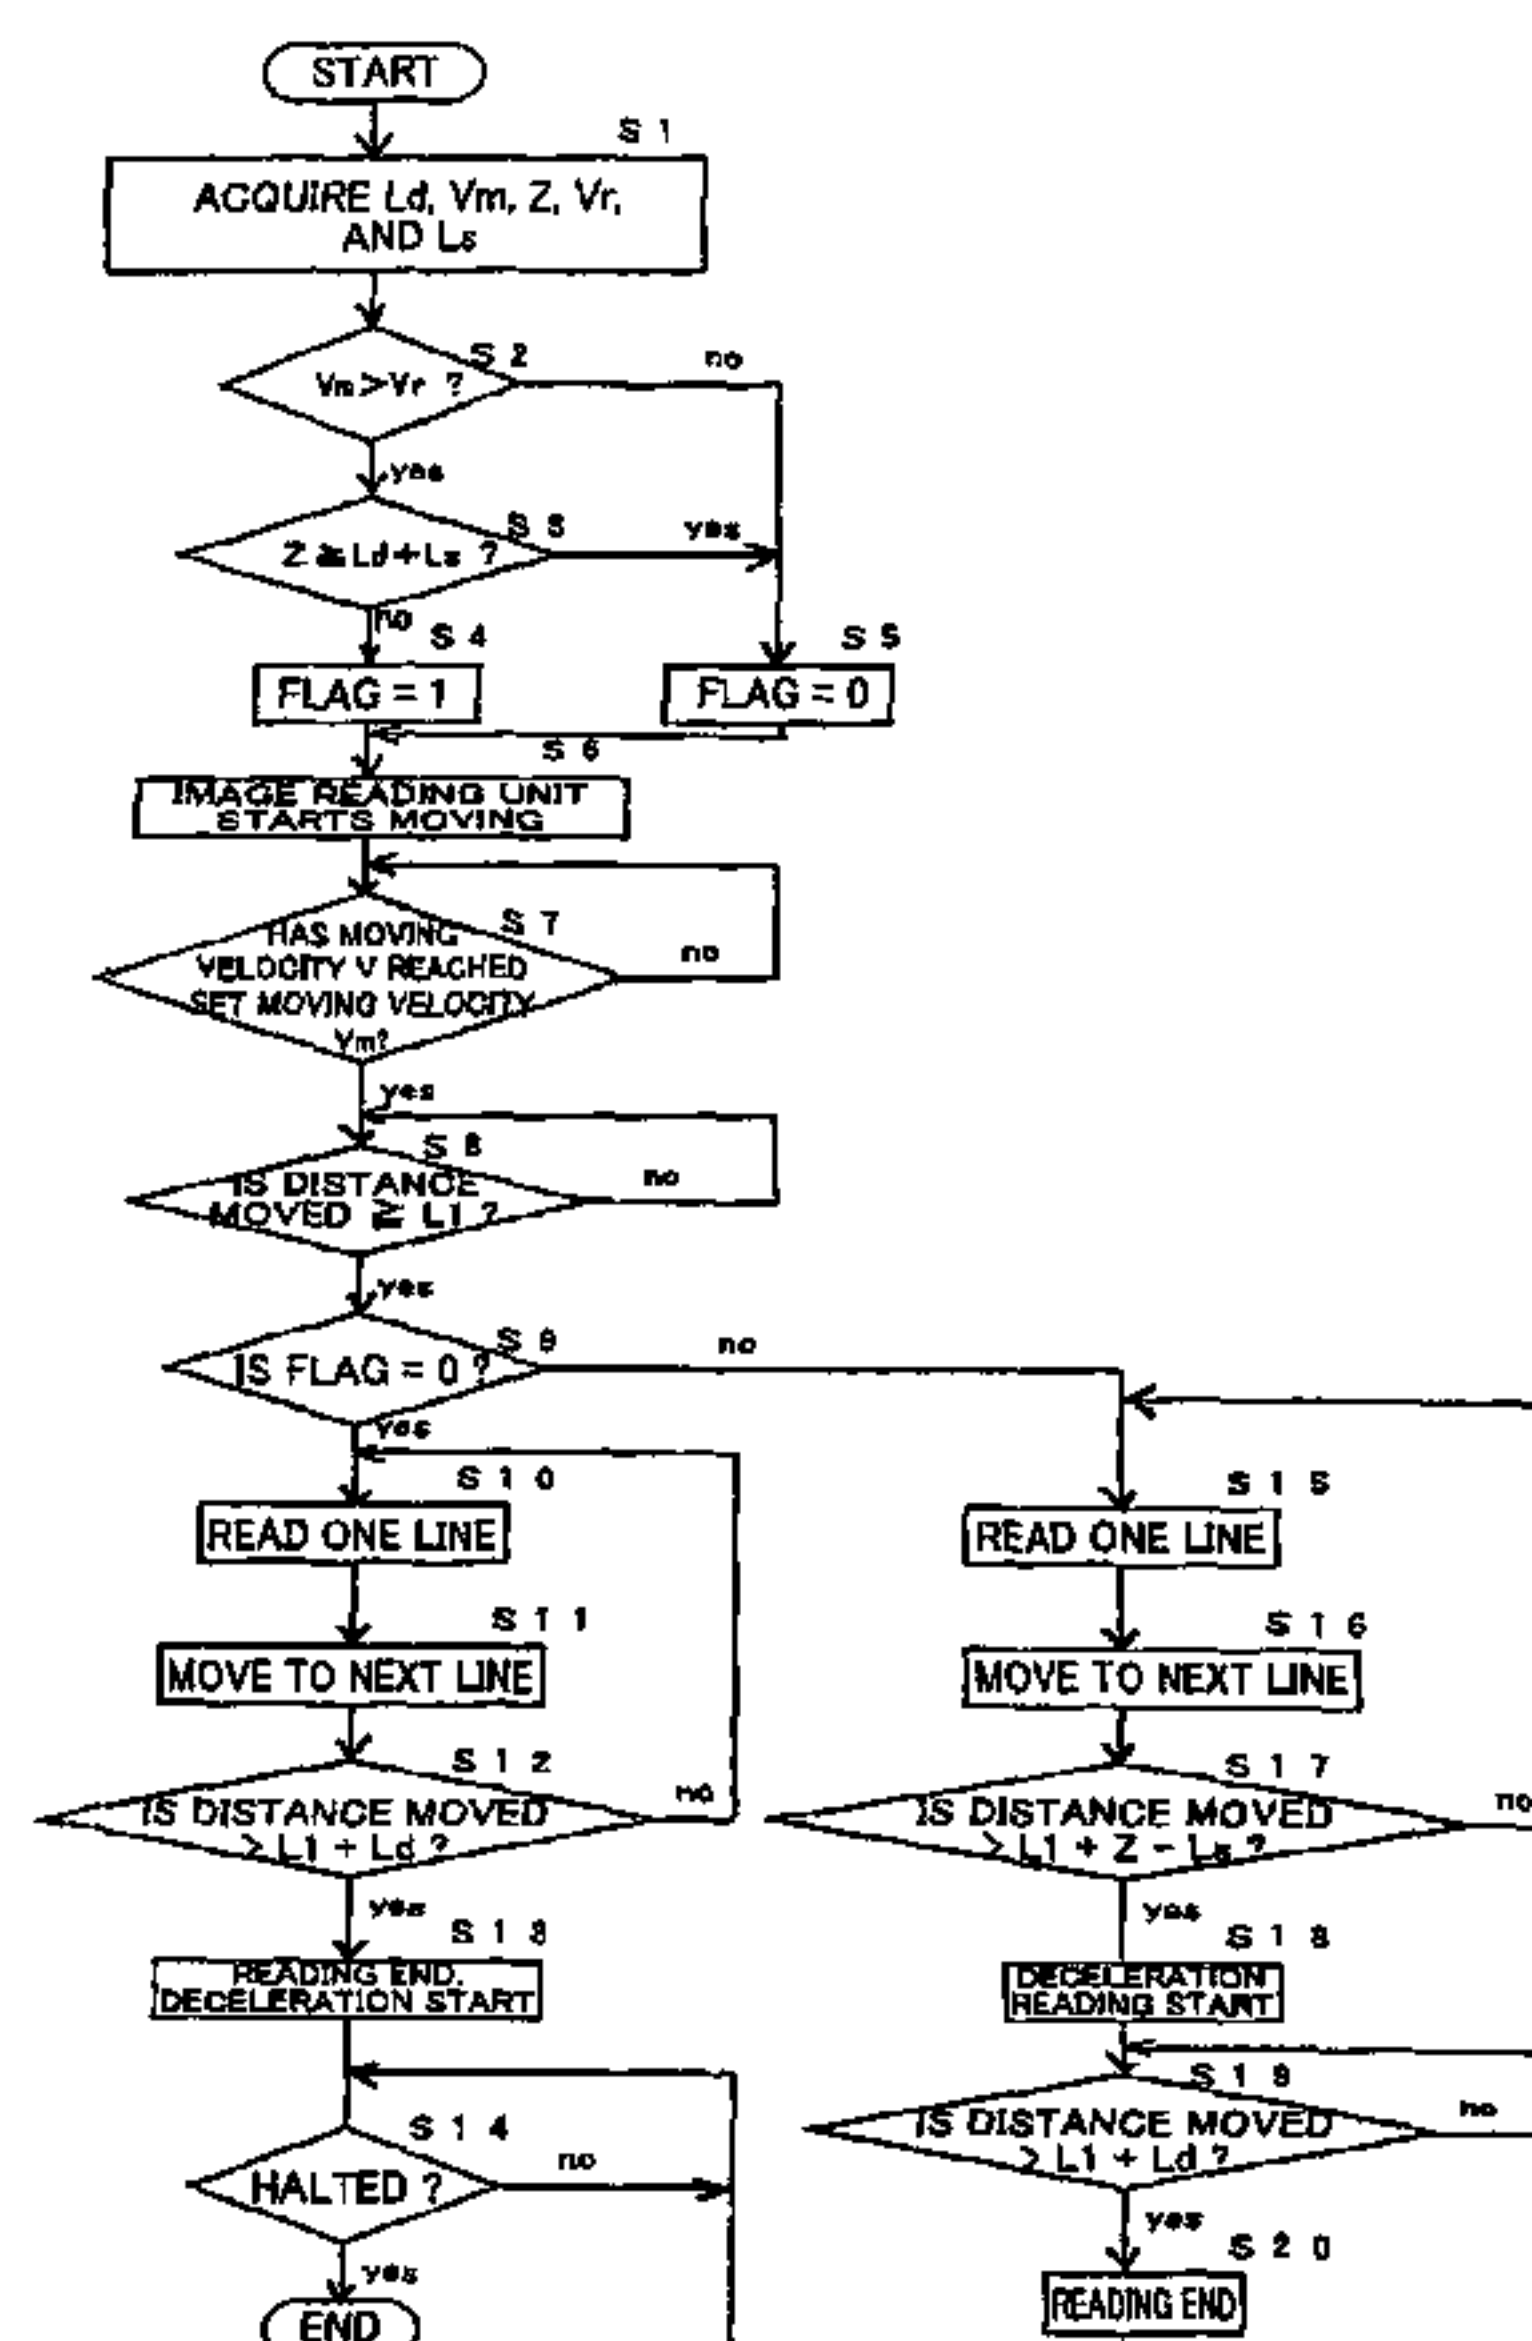 START
S 1
ACQUIRE Ld, Vm, Z, Vr,
AND Ls
S 2
Vm>Vr ?
no
yes
S 3
Z ≧ Ld+Ls ?
yes
no
S 4
FLAG = 1
S 5
FLAG = 0
S 6
IMAGE READING UNIT
STARTS MOVING
S 7
HAS MOVING
VELOCITY V REACHED
SET MOVING VELOCITY
Vm?
no
yes
S 8
IS DISTANCE
MOVED ≧ L1 ?
no
yes
S 9
IS FLAG = 0 ?
no
yes
S 1 0
READ ONE LINE
S 1 1
MOVE TO NEXT LINE
S 1 2
IS DISTANCE MOVED
> L1 + Ld ?
no
yes
S 1 3
READING END.
DECELERATION START
S 1 4
HALTED ?
no
yes
END
S 1 5
READ ONE LINE
S 1 6
MOVE TO NEXT LINE
S 1 7
IS DISTANCE MOVED
> L1 + Z - Ls ?
no
yes
S 1 8
DECELERATION
READING START
S 1 9
IS DISTANCE MOVED
> L1 + Ld ?
no
yes
S 2 0
READING END